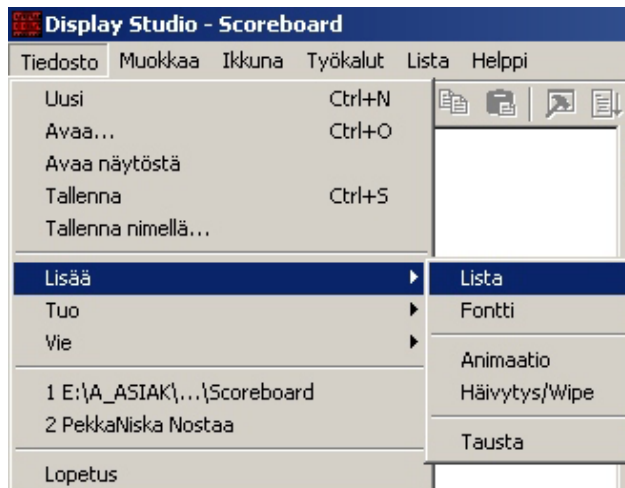 Display Studio - Scoreboard
Tiedosto Muokkaa Ikkuna Työkalut Lista Helppi
Uusi Ctrl+N
Avaa... Ctrl+O
Avaa näytöstä
Tallenna Ctrl+S
Tallenna nimellä...
Lisää
Tuo
Vie
1 E:\A_ASIAK\...\Scoreboard
2 PekkaNiska Nostaa
Lopetus
Lista
Fontti
Animaatio
Häivytys/Wipe
Tausta